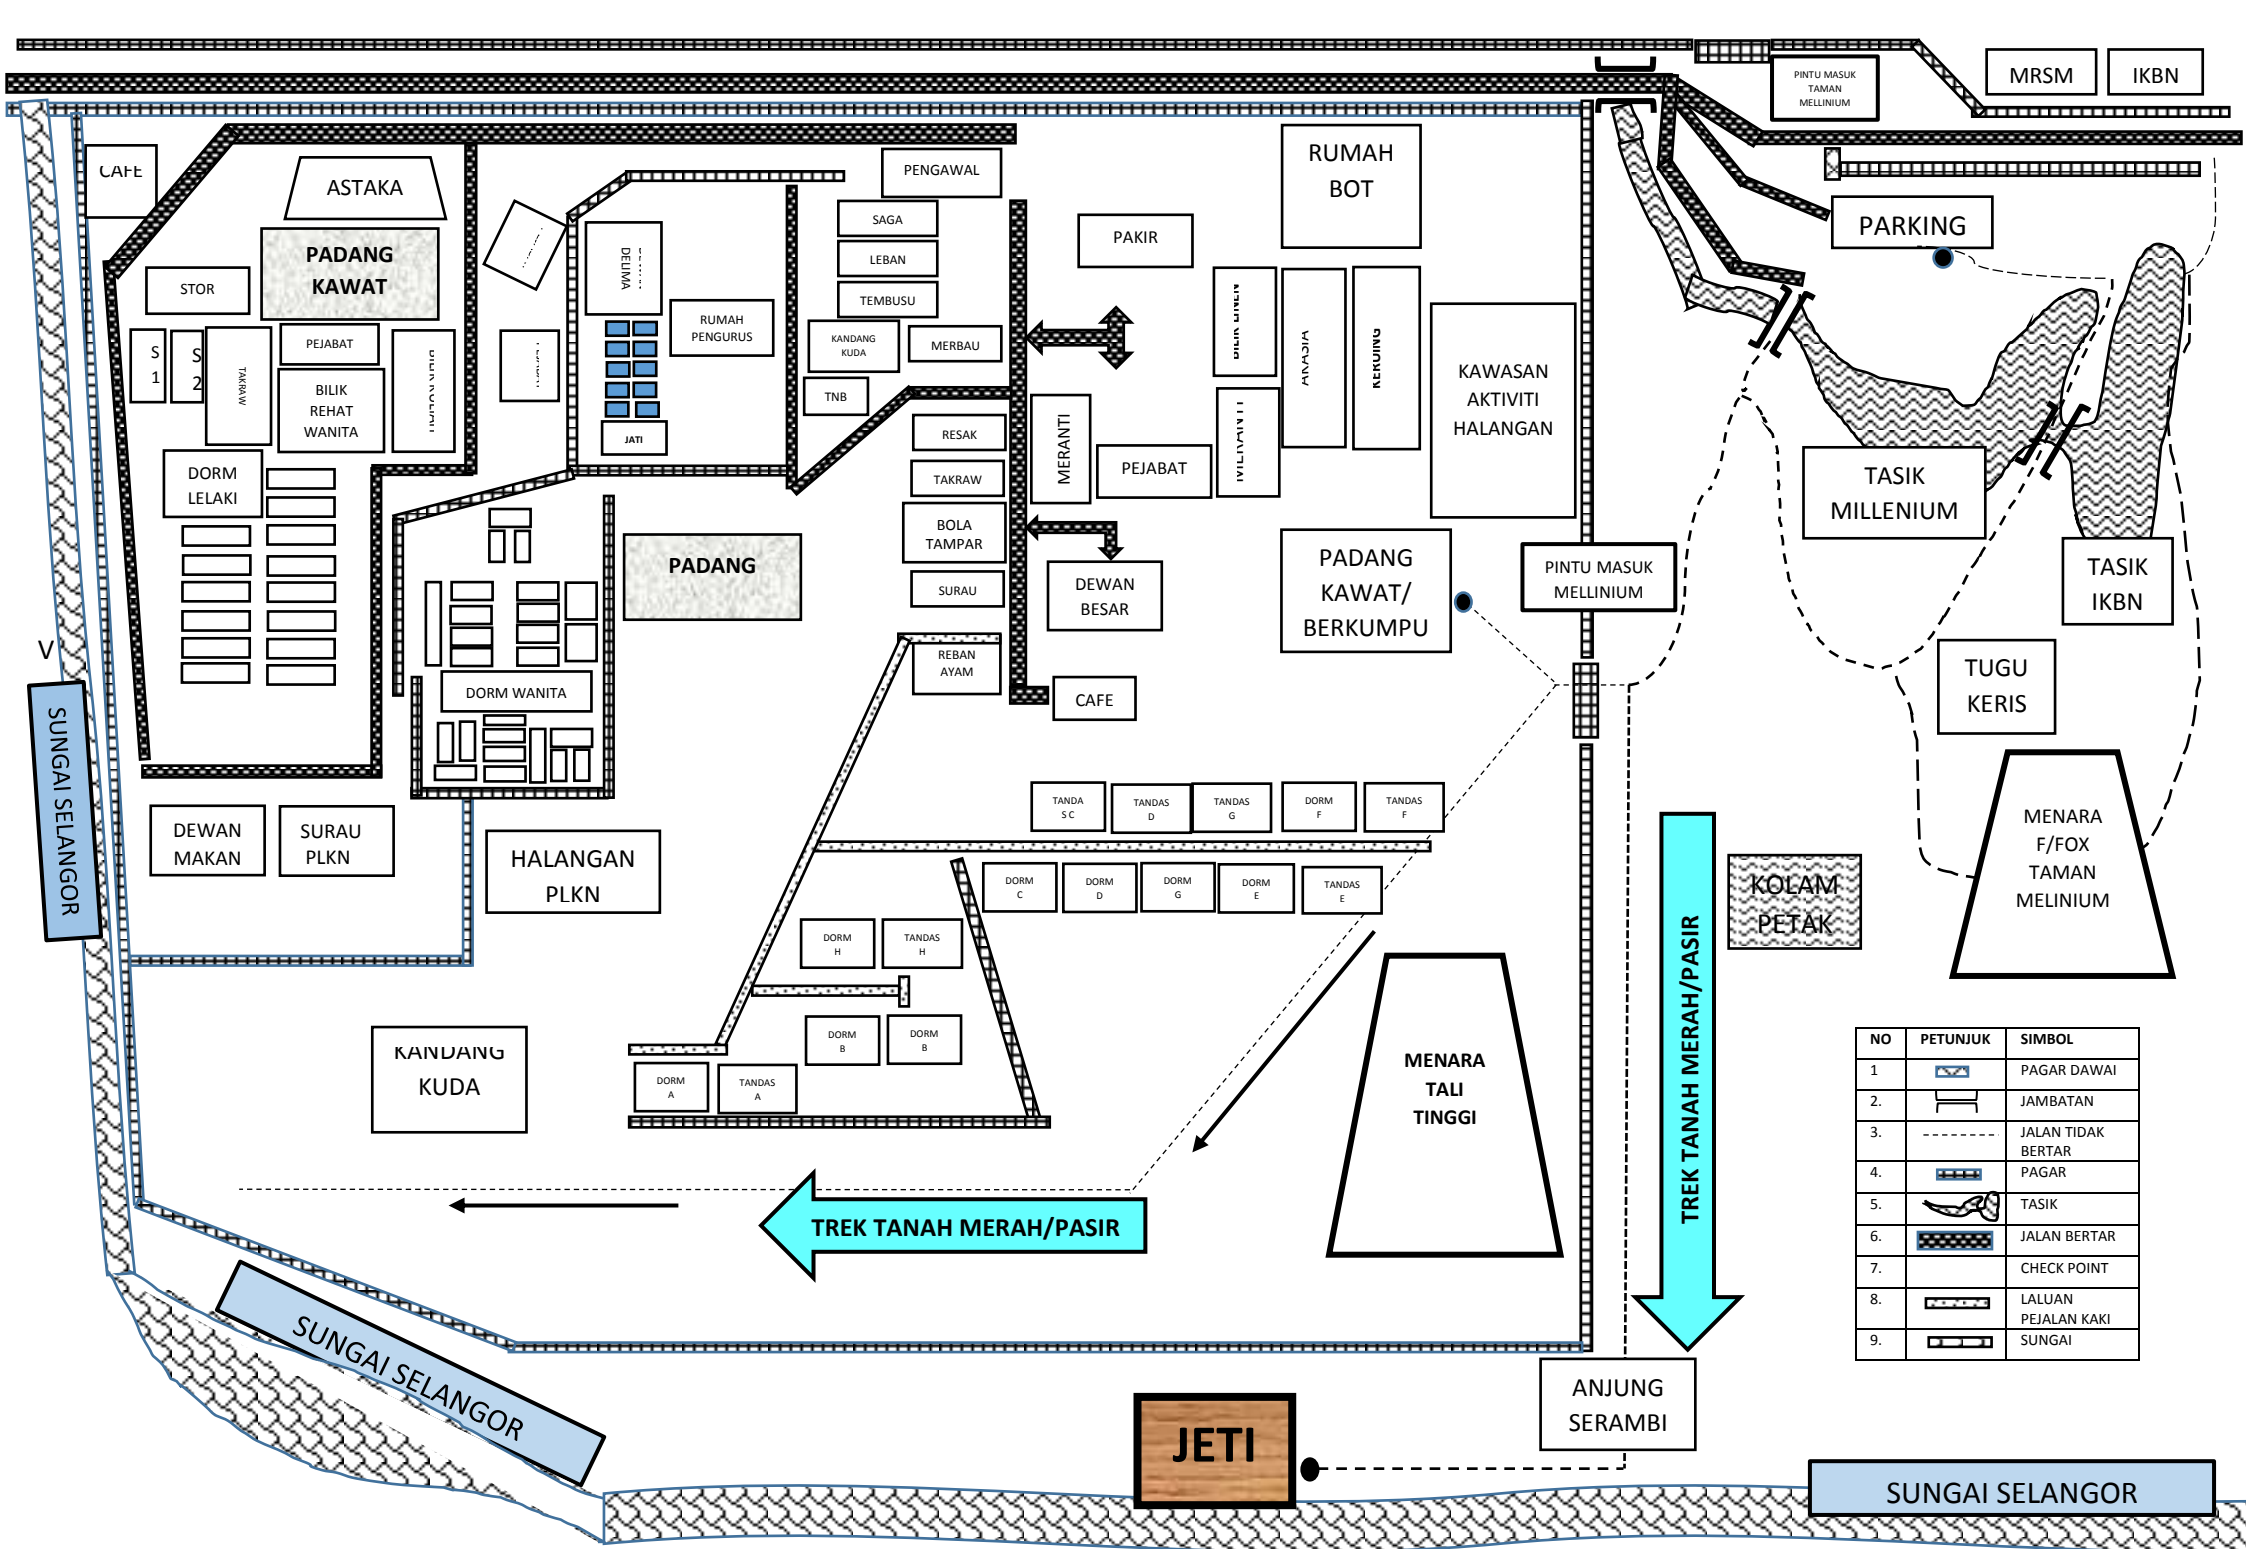 MRSM
IKBN
PINTU MASUK
TAMAN
MELLINIUM
CAFE
ASTAKA
PENGAWAL
RUMAH
BOT
SAGA
PAKIR
PARKING
PADANG
KAWAT
LEBAN
DELIMA
STOR
TEMBUSU
RUMAH
PENGURUS
S
1
S
2
TAKRAW
PEJABAT
BILIK
REHAT
WANITA
KANDANG
KUDA
MERBAU
AKASIA
KERUING
KAWASAN
AKTIVITI
HALANGAN
TNB
JATI
RESAK
MERANTI
PEJABAT
MERANTI
DORM
LELAKI
TAKRAW
TASIK
MILLENIUM
BOLA
TAMPAR
PADANG
SURAU
DEWAN
BESAR
PADANG
KAWAT/
BERKUMPU
PINTU MASUK
MELLINIUM
TASIK
IKBN
V
REBAN
AYAM
DORM WANITA
CAFE
TUGU
KERIS
SUNGAI SELANGOR
DEWAN
MAKAN
SURAU
PLKN
HALANGAN
PLKN
TANDA
S C
TANDAS
D
TANDAS
G
DORM
F
TANDAS
F
DORM
C
DORM
D
DORM
G
DORM
E
TANDAS
E
MENARA
F/FOX
TAMAN
MELINIUM
KOLAM
PETAK
DORM
H
TANDAS
H
DORM
B
DORM
B
KANDANG
KUDA
DORM
A
TANDAS
A
MENARA
TALI
TINGGI
TREK TANAH MERAH/PASIR
TREK TANAH MERAH/PASIR
NO PETUNJUK SIMBOL
1 PAGAR DAWAI
2. JAMBATAN
3. JALAN TIDAK
BERTAR
4. PAGAR
5. TASIK
6. JALAN BERTAR
7. CHECK POINT
8. LALUAN
PEJALAN KAKI
9. SUNGAI
SUNGAI SELANGOR
ANJUNG
SERAMBI
JETI
SUNGAI SELANGOR